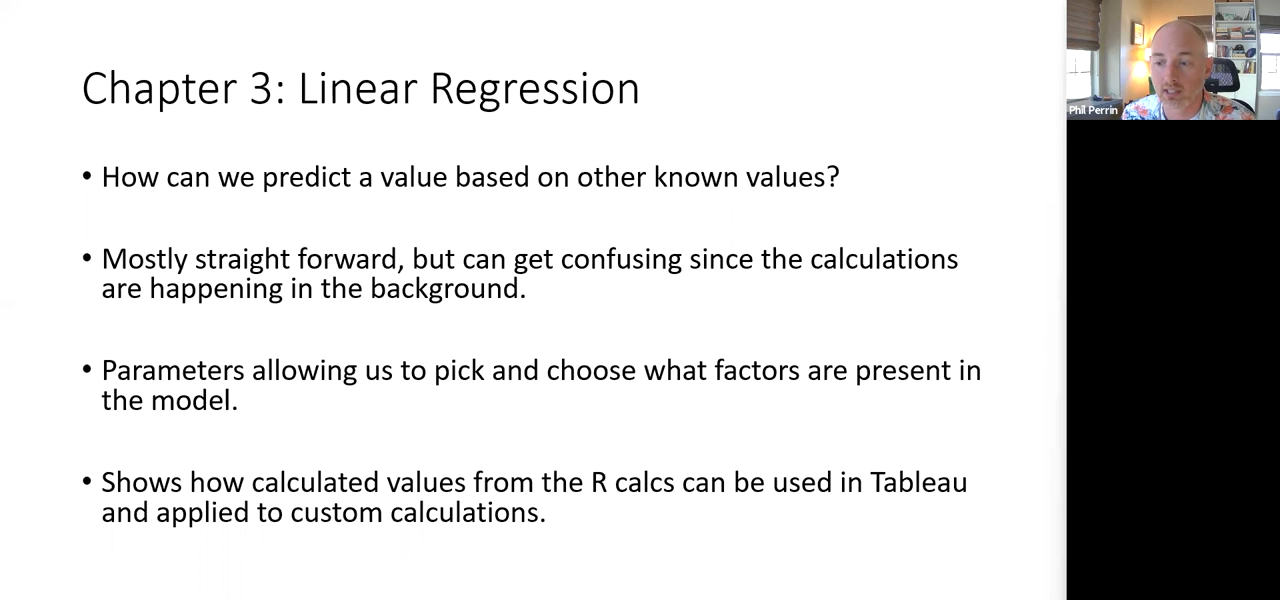 Chapter 3: Linear Regression
• How can we predict a value based on other known values?
• Mostly straight forward, but can get confusing since the calculations
are happening in the background.
• Parameters allowing us to pick and choose what factors are present in
the model.
• Shows how calculated values from the R calcs can be used in Tableau
and applied to custom calculations.
Phil Perrin